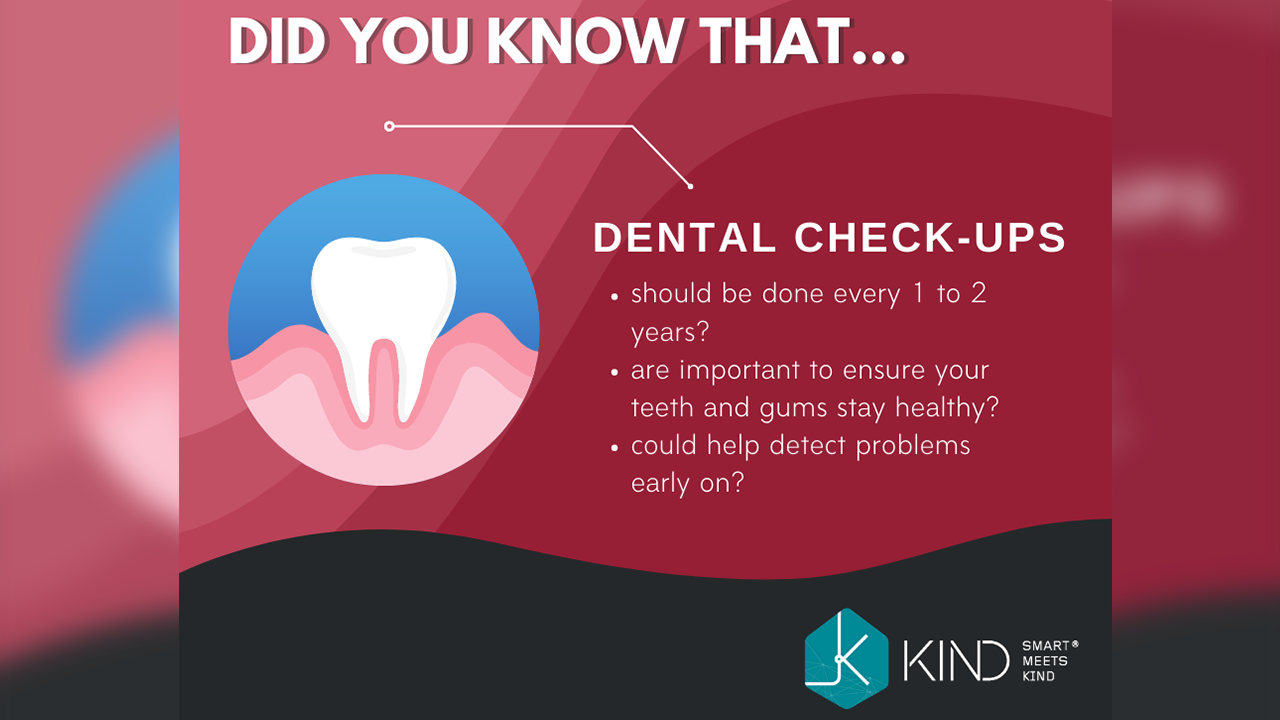 DID YOU KNOW THAT...
DENTAL CHECK-UPS
• should be done every 1 to 2
years?
• are important to ensure your
teeth and gums stay healthy?
• could help detect problems
early on?
KIND
SMART®
MEETS
KIND